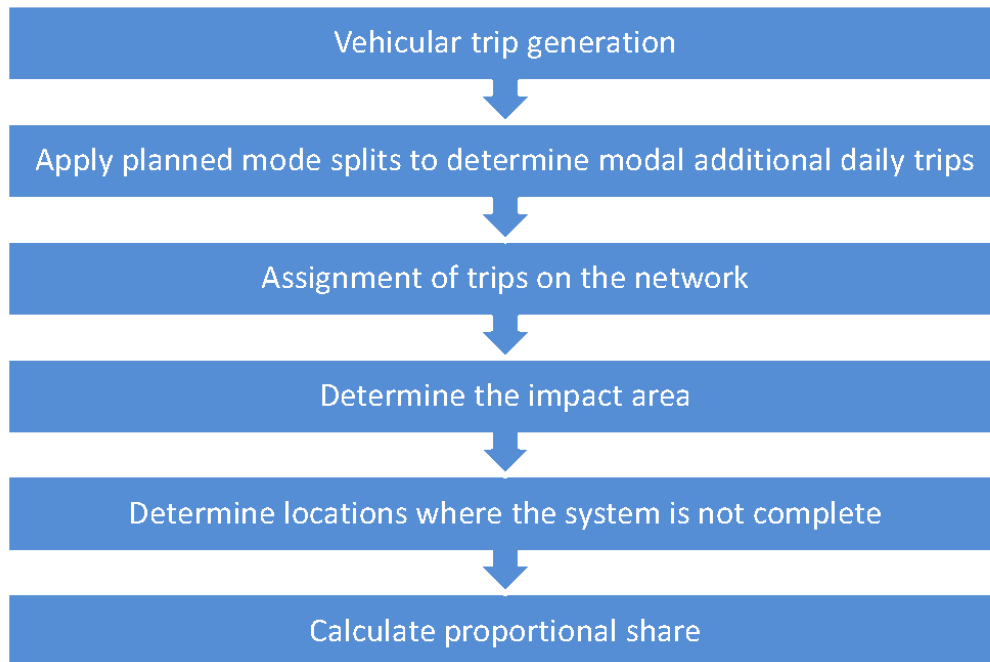 Vehicular trip generation
Apply planned mode splits to determine modal additional daily trips
Assignment of trips on the network
Determine the impact area
Determine locations where the system is not complete
Calculate proportional share